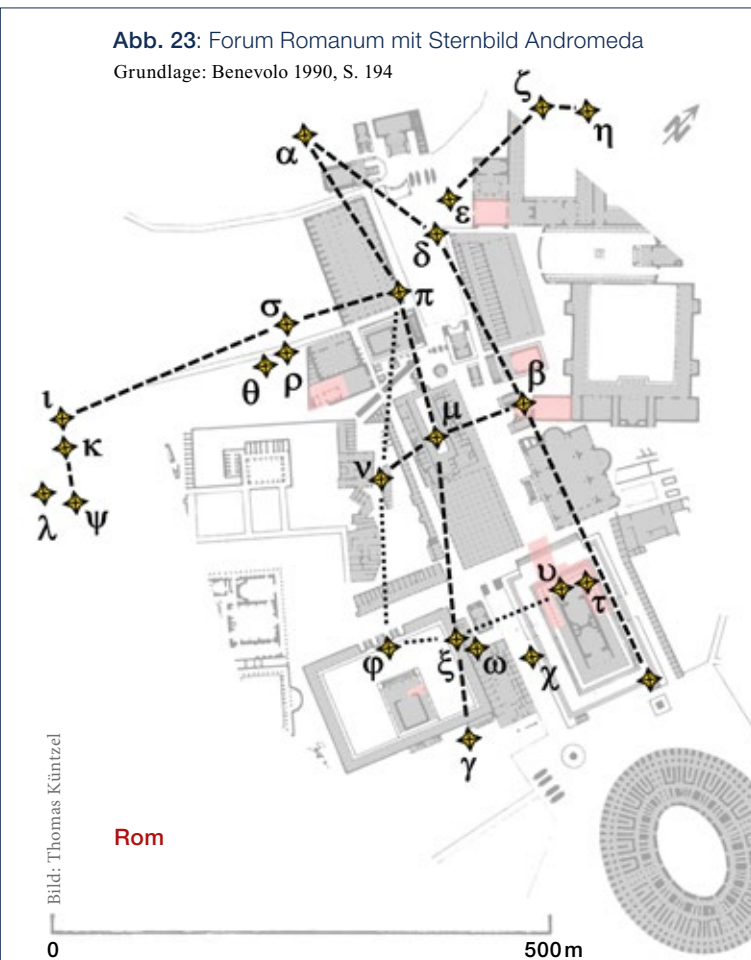 Abb. 23: Forum Romanum mit Sternbild Andromeda
Grundlage: Benevolo 1990, S. 194
ζ
η
N
α
ε
δ
π
σ
θ
ρ
β
ι
κ
μ
ν
λ
ψ
υ
τ
φ
ξ
ω
χ
γ
Bild: Thomas Küntzel
Rom
0
500 m